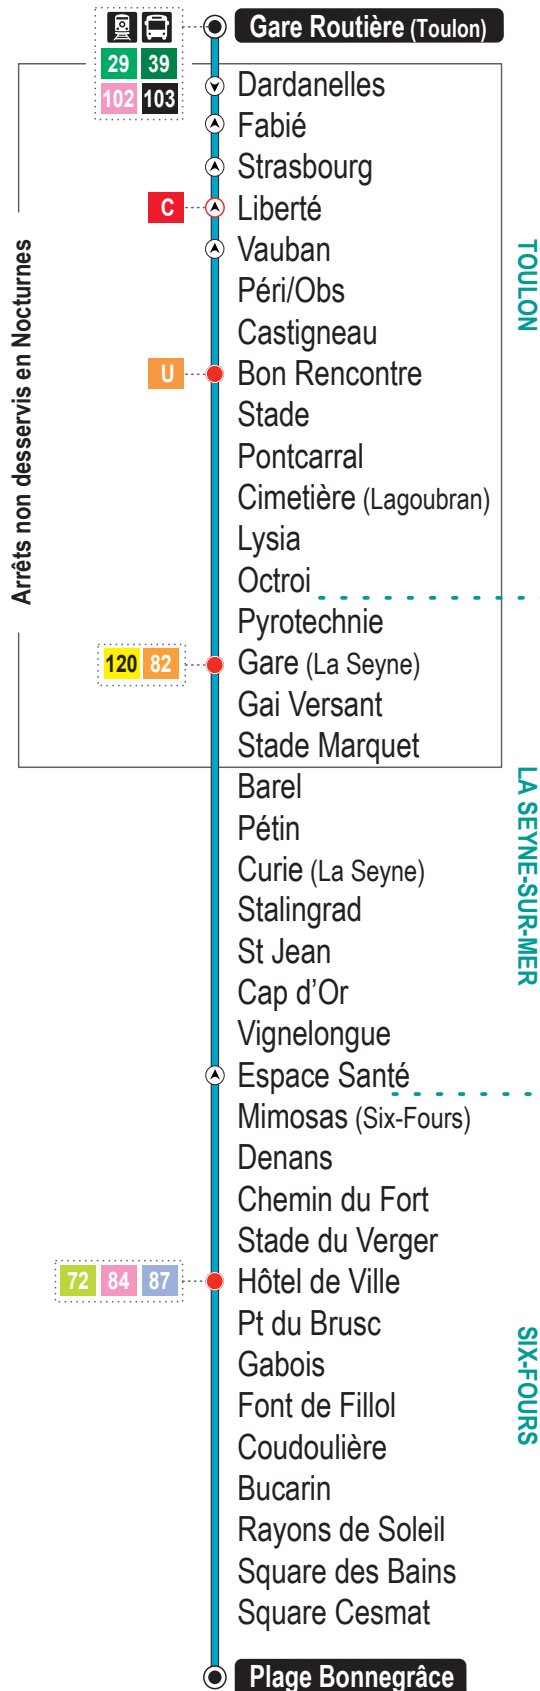 Gare Routière (Toulon)
29 39
102 103
Dardanelles
Fabié
Strasbourg
C
Liberté
Vauban
Péri/Obs
Castigneau
U
Bon Rencontre
Stade
Pontcarral
Cimetière (Lagoubran)
Lysia
Octroi
Pyrotechnie
120 82
Gare (La Seyne)
Gai Versant
Stade Marquet
Barel
Pétin
Curie (La Seyne)
Stalingrad
St Jean
Cap d’Or
Vignelongue
Espace Santé
Mimosas (Six-Fours)
Denans
Chemin du Fort
Stade du Verger
72 84 87
Hôtel de Ville
Pt du Brusc
Gabois
Font de Fillol
Coudoulière
Bucarin
Rayons de Soleil
Square des Bains
Square Cesmat
Plage Bonnegrâce
Arrêts non desservis en Nocturnes
TOULON
LA SEYNE-SUR-MER
SIX-FOURS